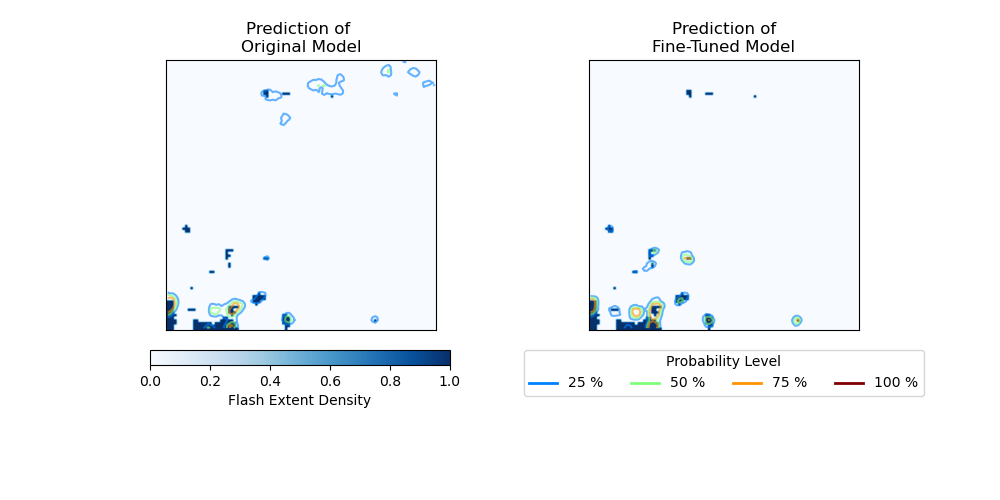 Prediction of
Original Model
Prediction of
Fine-Tuned Model
0.0 0.2 0.4 0.6 0.8 1.0
Flash Extent Density
Probability Level
25 % 50 % 75 % 100 %